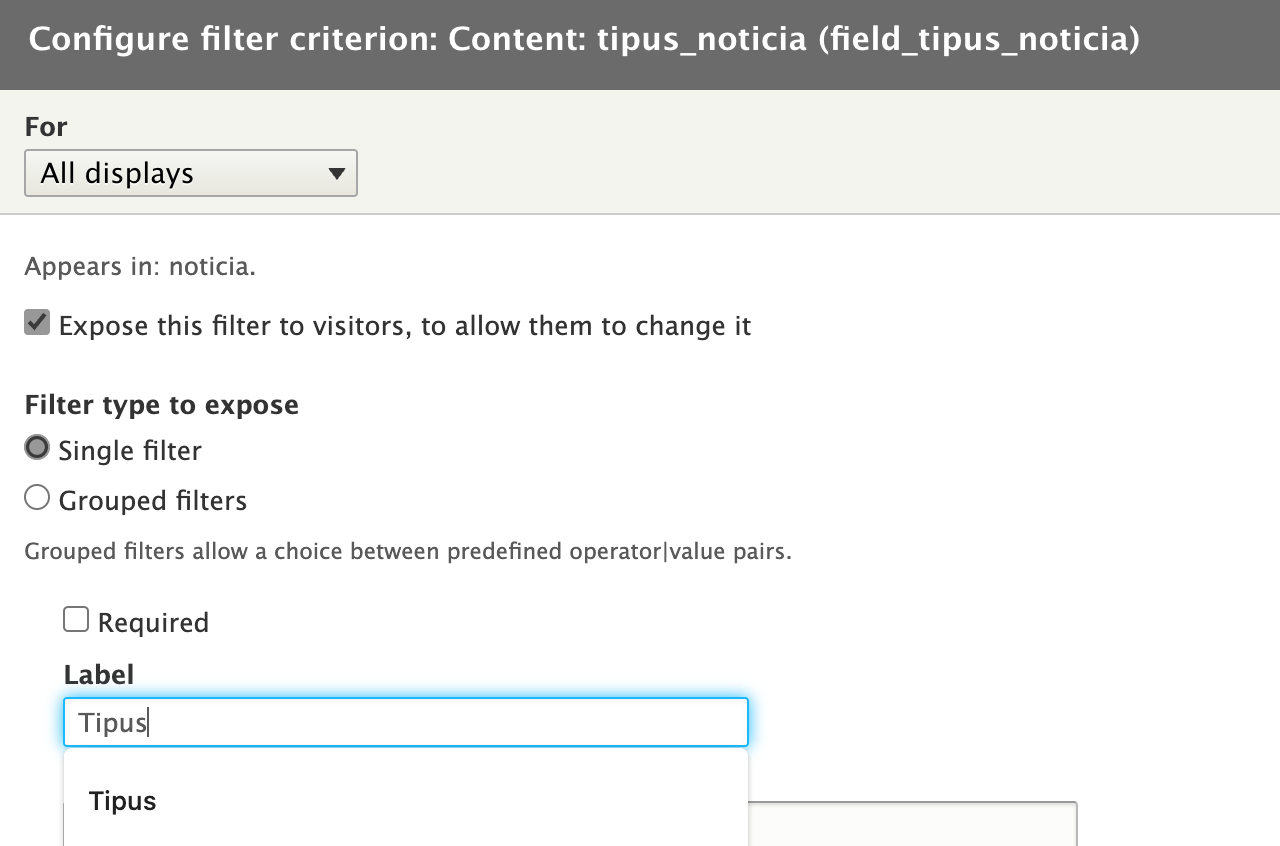 Configure filter criterion: Content: tipus_noticia (field_tipus_noticia)
For
All displays
Appears in: noticia.
Expose this filter to visitors, to allow them to change it
Filter type to expose
Single filter
Grouped filters
Grouped filters allow a choice between predefined operator|value pairs.
Required
Label
Tipus
Tipus